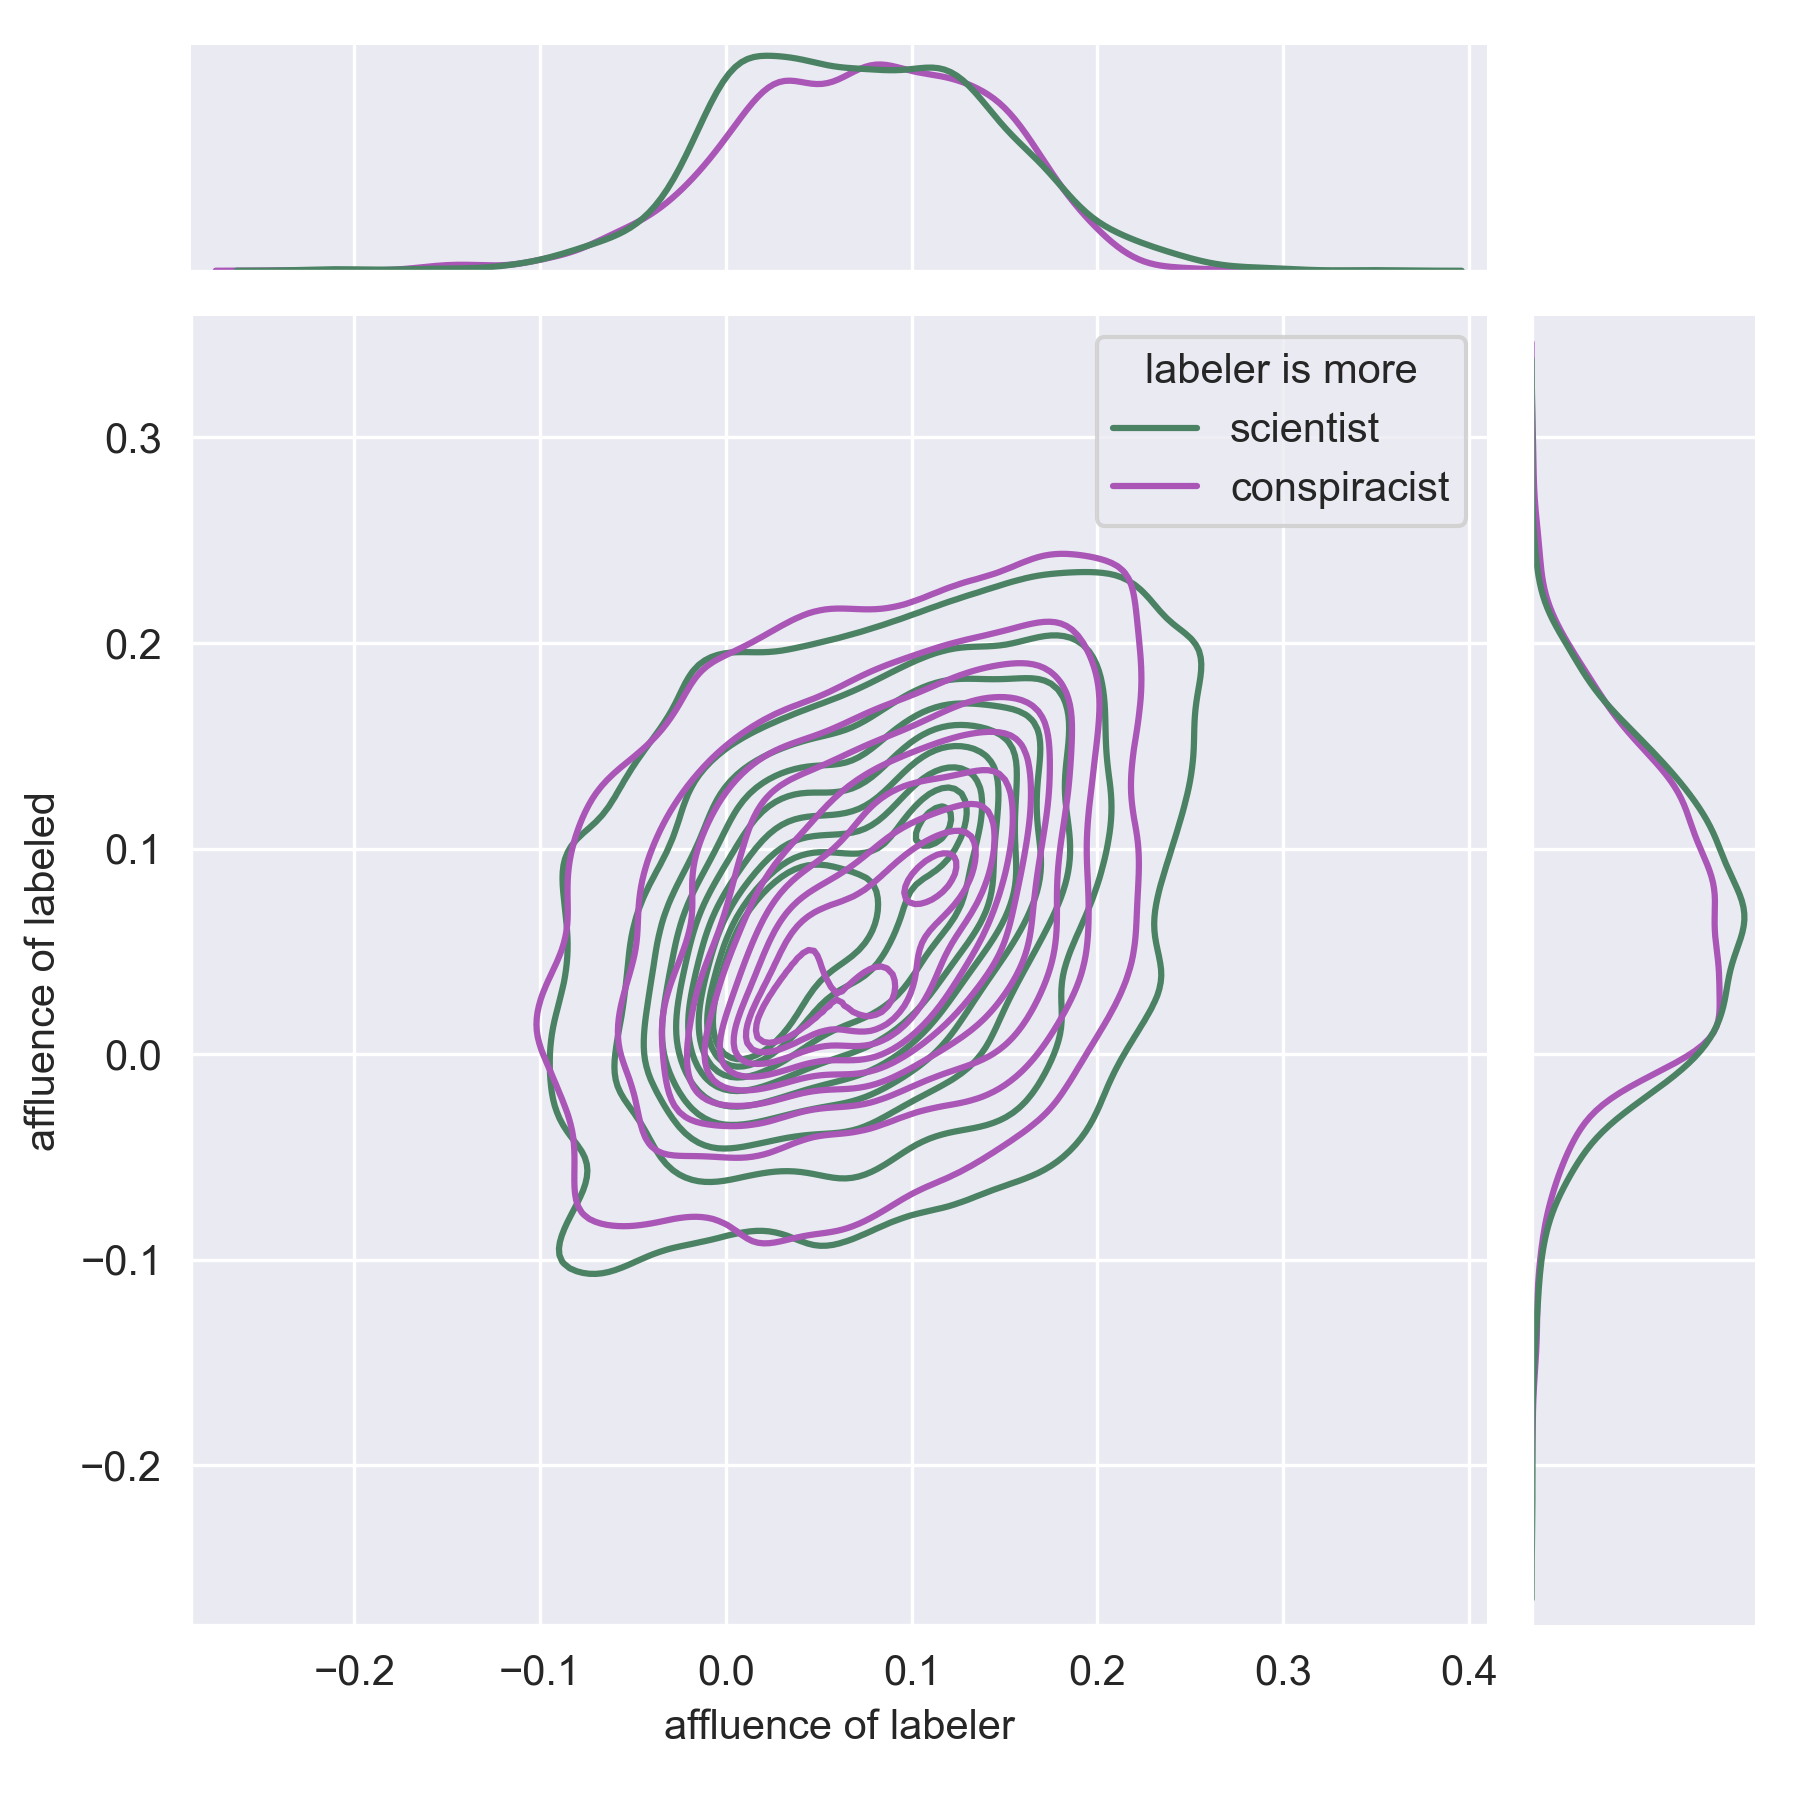 labeler is more
scientist
conspiracist
0.3
0.2
0.1
0.0
−0.1
−0.2
affluence of labeled
−0.2
−0.1
0.0
0.1
0.2
0.3
0.4
affluence of labeler